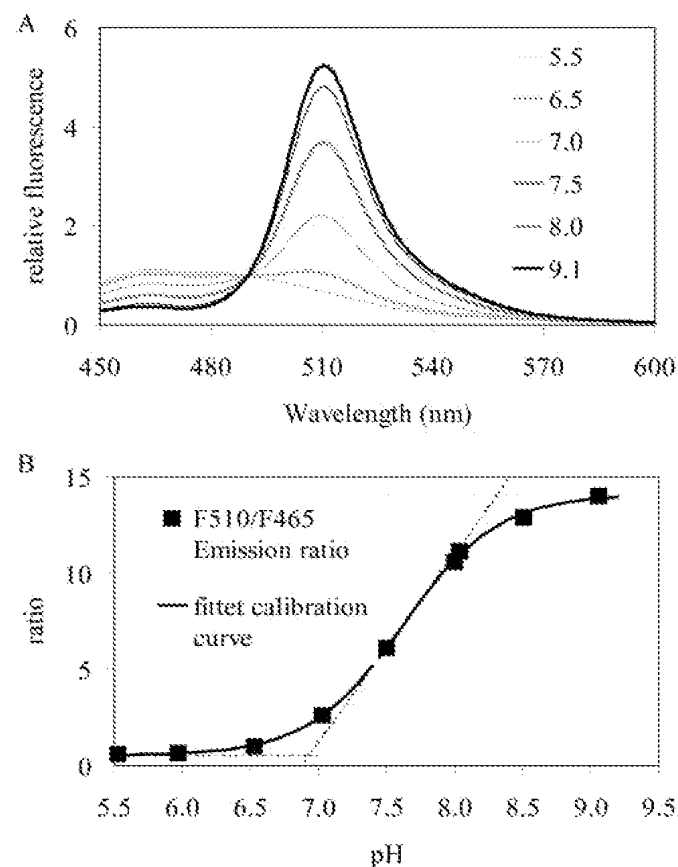 A
6
4
2
0
relative fluorescence
5.5
6.5
7.0
7.5
8.0
9.1
450 480 510 540 570 600
Wavelength (nm)
B
15
10
5
0
ratio
F510/F465
Emission ratio
fittet calibration
curve
5.5 6.0 6.5 7.0 7.5 8.0 8.5 9.0 9.5
pH